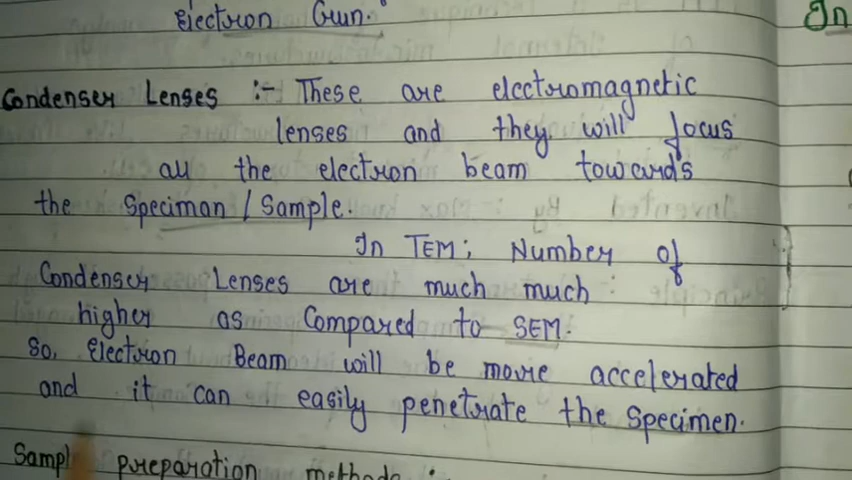 Electron Gun.
In
Condenser Lenses :- These are electromagnetic
lenses and they will focus
all the electron beam towards
the Speciman / Sample.
In TEM; Number of
Condenser Lenses are much much
higher as Compared to SEM.
So, Electron Beam will be more accelerated
and it can easily penetrate the Specimen.
preparation methods :